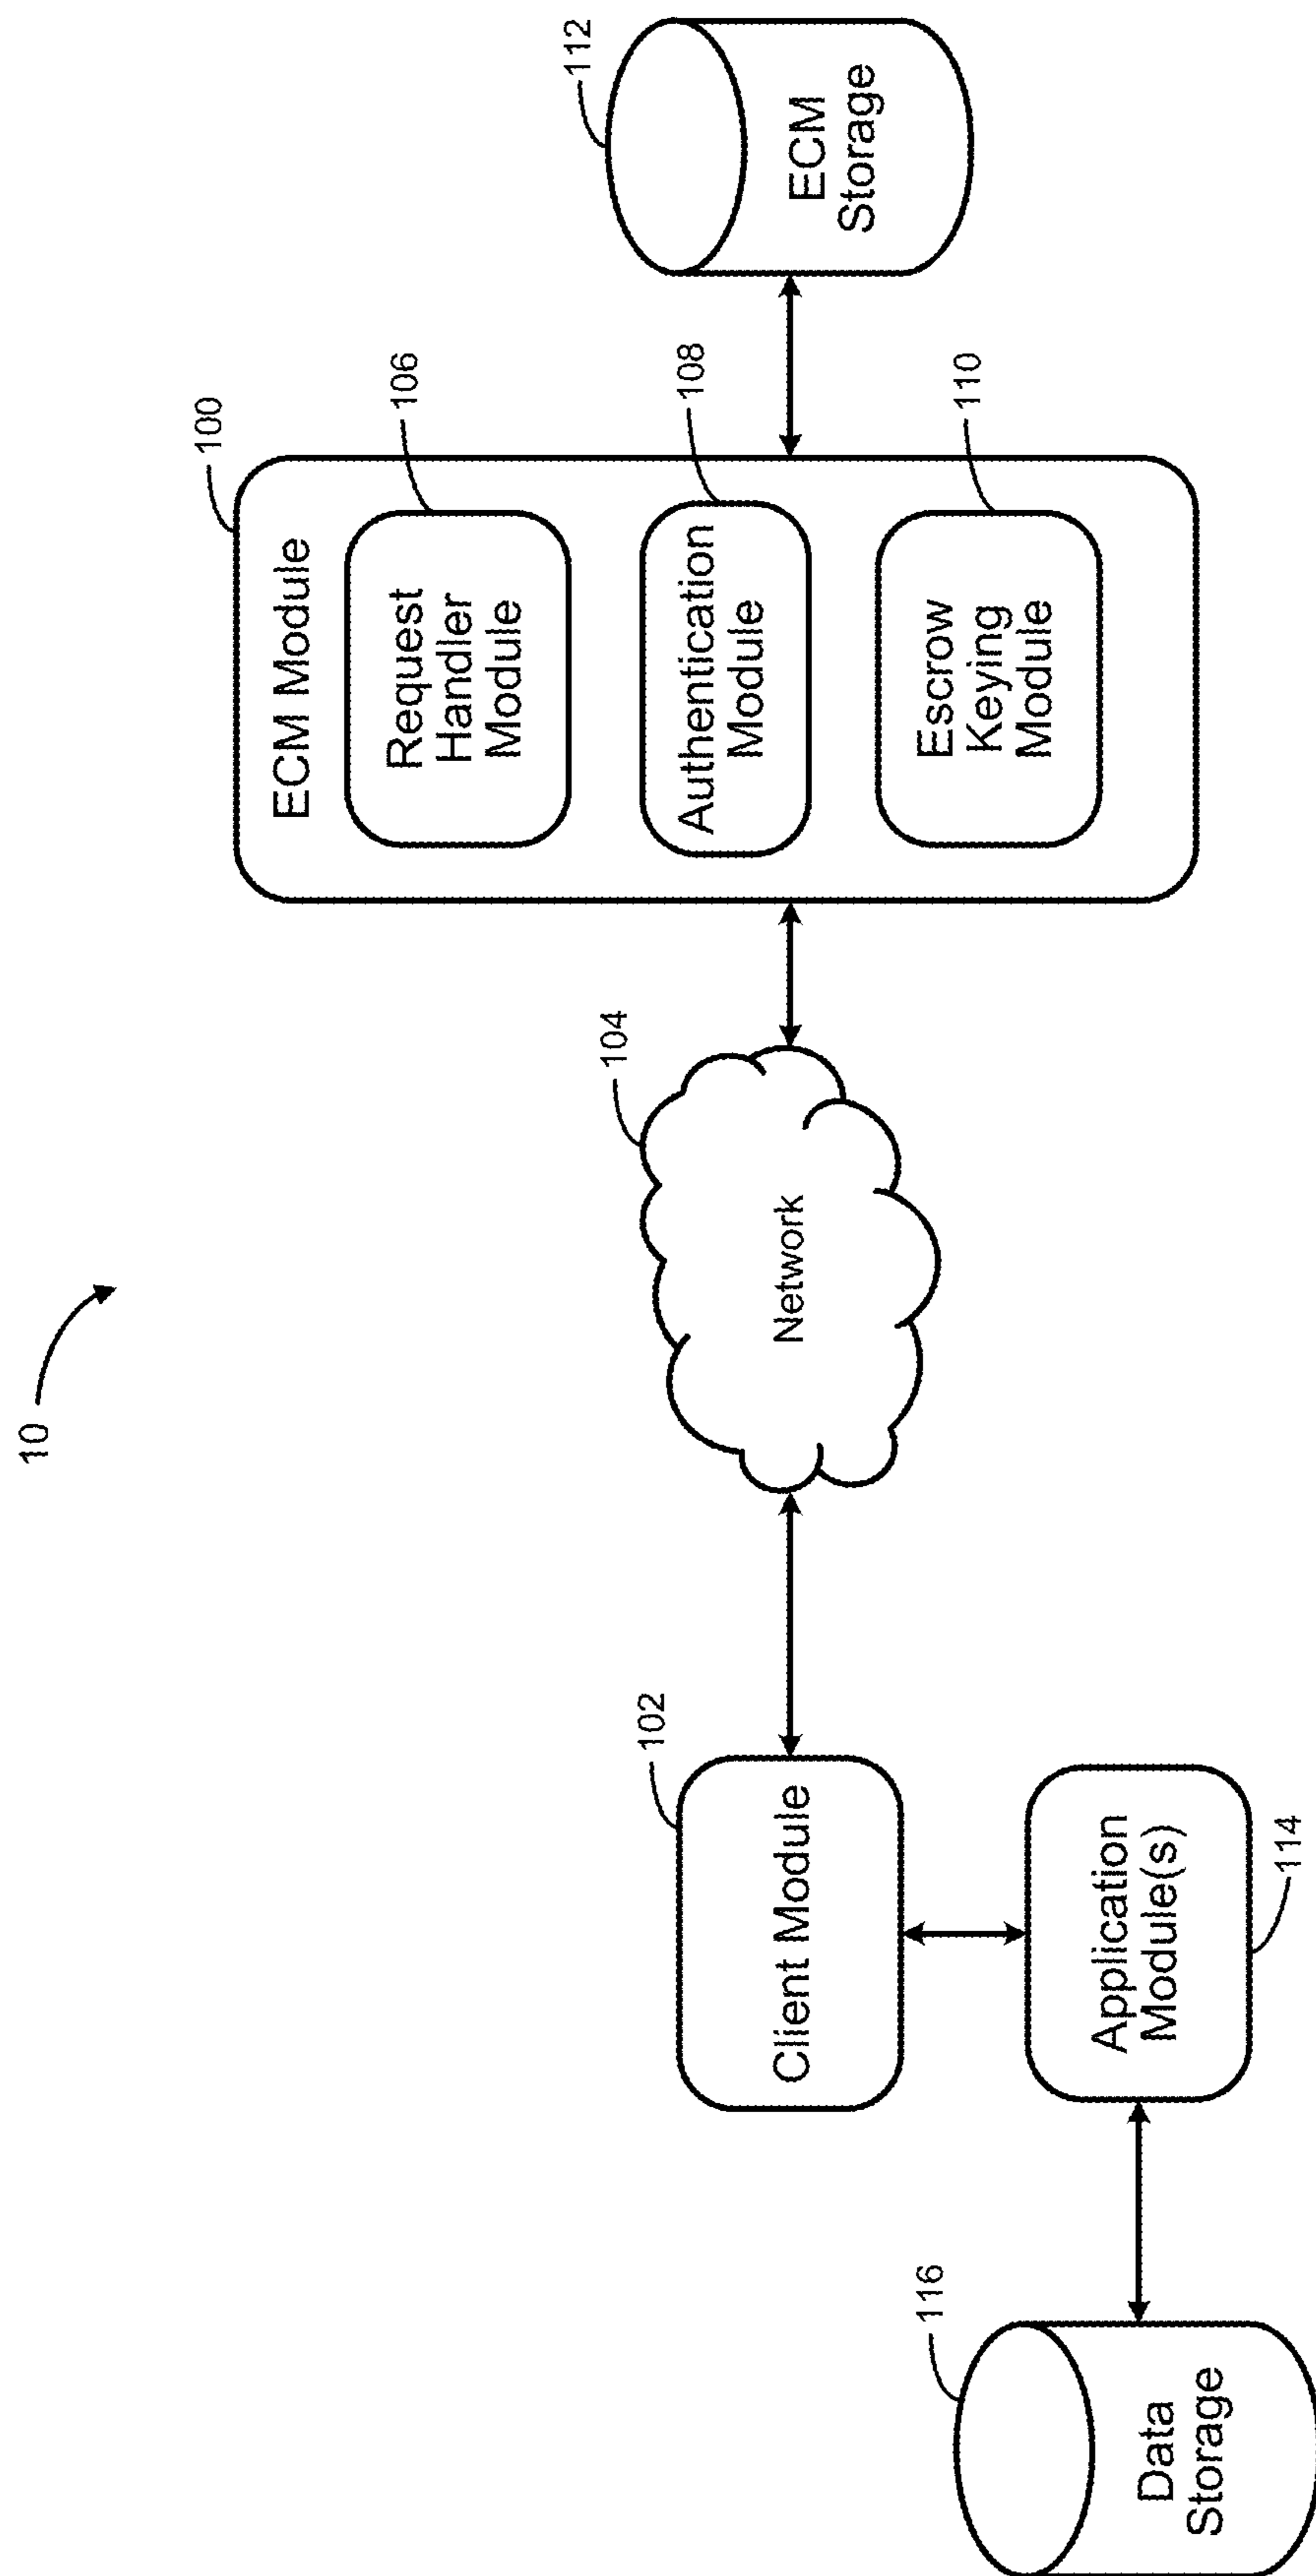 10
100
ECM Module
106
Request
Handler
Module
108
Authentication
Module
110
Escrow
Keying
Module
112
ECM
Storage
104
Network
102
Client Module
Application
Module(s)
114
116
Data
Storage